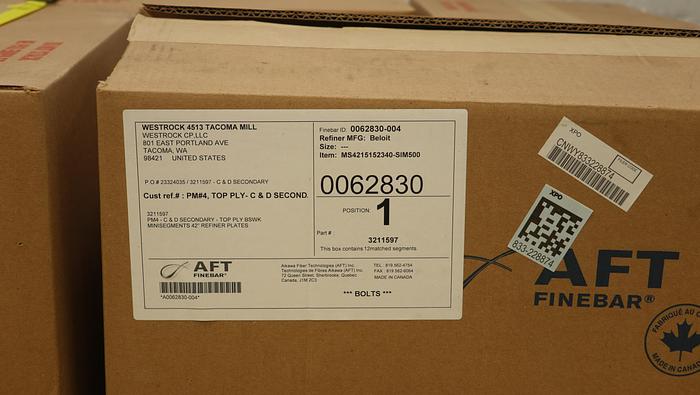 WESTROCK 4513 TACOMA MILL
WESTROCK CP,LLC
801 EAST PORTLAND AVE
TACOMA, WA
98421 UNITED STATES
P.O # 23324035 / 3211597 - C & D SECONDARY
Cust ref.# : PM#4, TOP PLY- C & D SECOND.
3211597
PM4 - C & D SECONDARY - TOP PLY BSWK
MINISEGMENTS 42" REFINER PLATES
AFT
FINEBAR®
*A0062830-004*
Finebar ID: 0062830-004
Refiner MFG: Beloit
Size: ---
Item: MS4215152340-SIM500
0062830
POSITION: 1
Part #
3211597
This box contains 12matched segments.
Aikawa Fiber Technologies (AFT) Inc.
Technologies de Fibres Aikawa (AFT) Inc.
72 Queen Street, Sherbrooke, Quebec
Canada, J1M 2C3
TEL : 819.562-4754
FAX : 819.562-6064
MADE IN CANADA
*** BOLTS ***
XPO
CNWY833228874
XPO
833-228874
AFT
FINEBAR®
FABRIQUÉ AU C
MADE IN CANAD